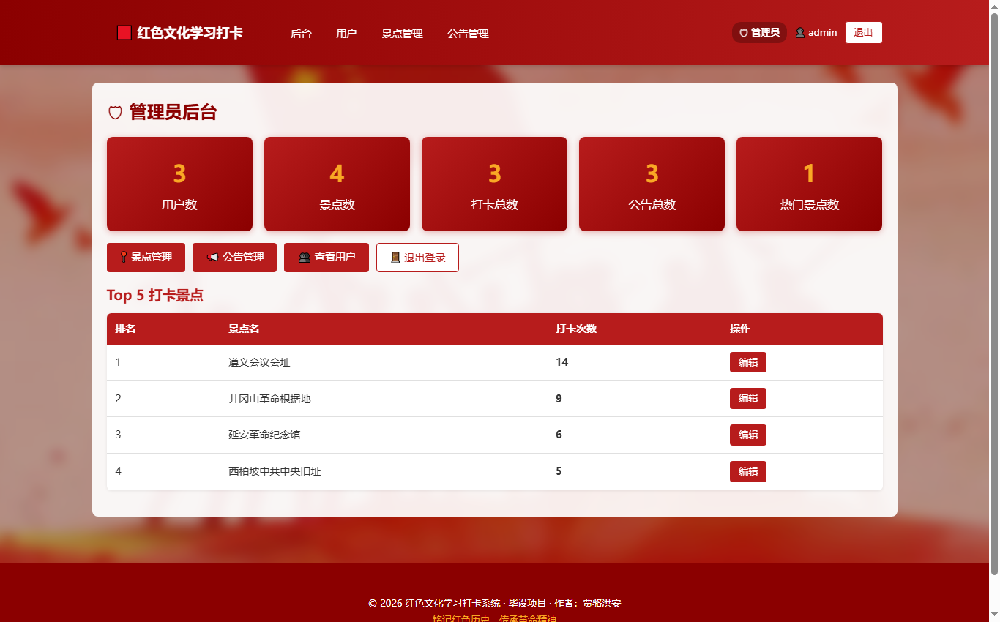 红色文化学习打卡 后台 用户 景点管理 公告管理 管理员 admin 退出
管理员后台
3 4 3 3 1
用户数 景点数 打卡总数 公告总数 热门景点数
景点管理 公告管理 查看用户 退出登录
Top 5 打卡景点
排名 景点名 打卡次数 操作
1 遵义会议会址 14 编辑
2 井冈山革命根据地 9 编辑
3 延安革命纪念馆 6 编辑
4 西柏坡中共中央旧址 5 编辑
© 2026 红色文化学习打卡系统 · 毕设项目 · 作者：贾骆洪安
铭记红色历史，传承革命精神